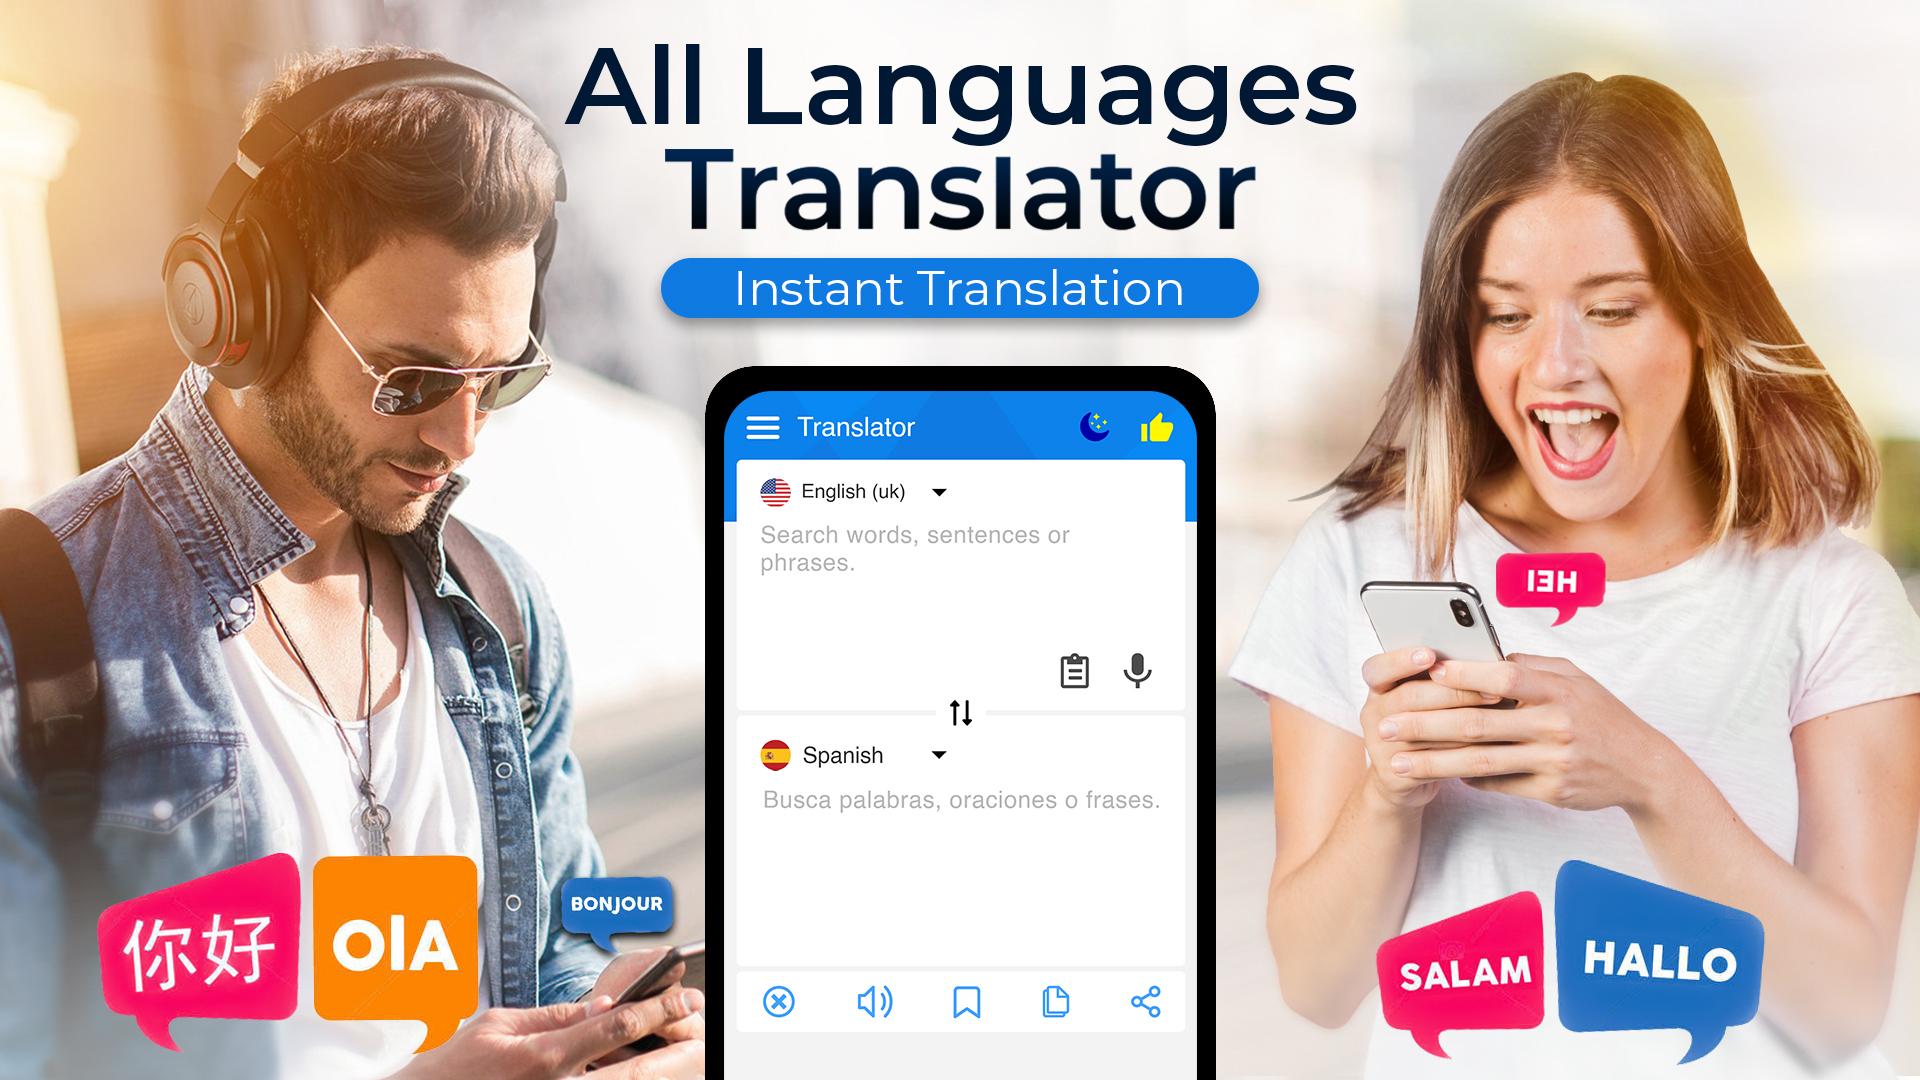 All Languages
Translator
Instant Translation
Translator
English (uk)
Search words, sentences or
phrases.
Spanish
Busca palabras, oraciones o frases.
你好
OlA
BONJOUR
HEI
SALAM
HALLO